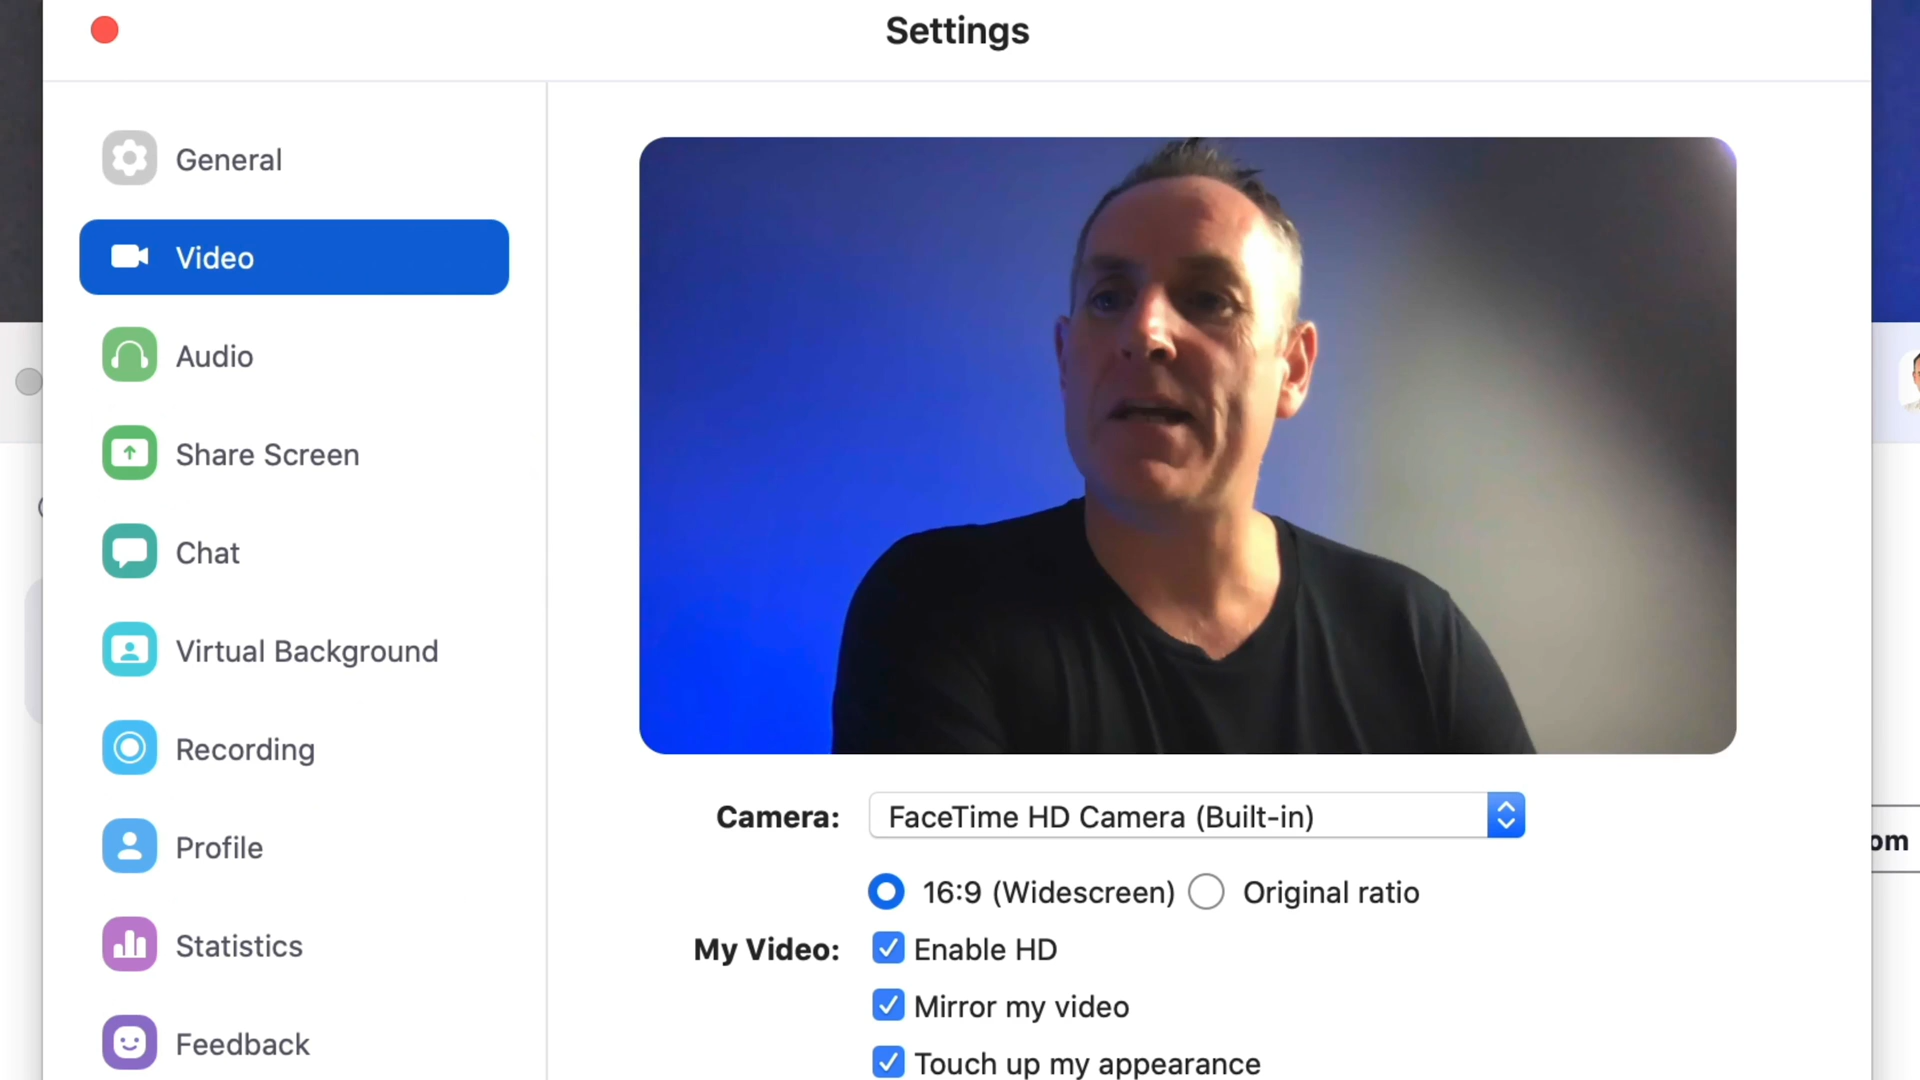 Settings
General
Video
Audio
Share Screen
Chat
Virtual Background
Recording
Profile
Statistics
Feedback
Camera: FaceTime HD Camera (Built-in)
16:9 (Widescreen) Original ratio
My Video: Enable HD
Mirror my video
Touch up my appearance
om